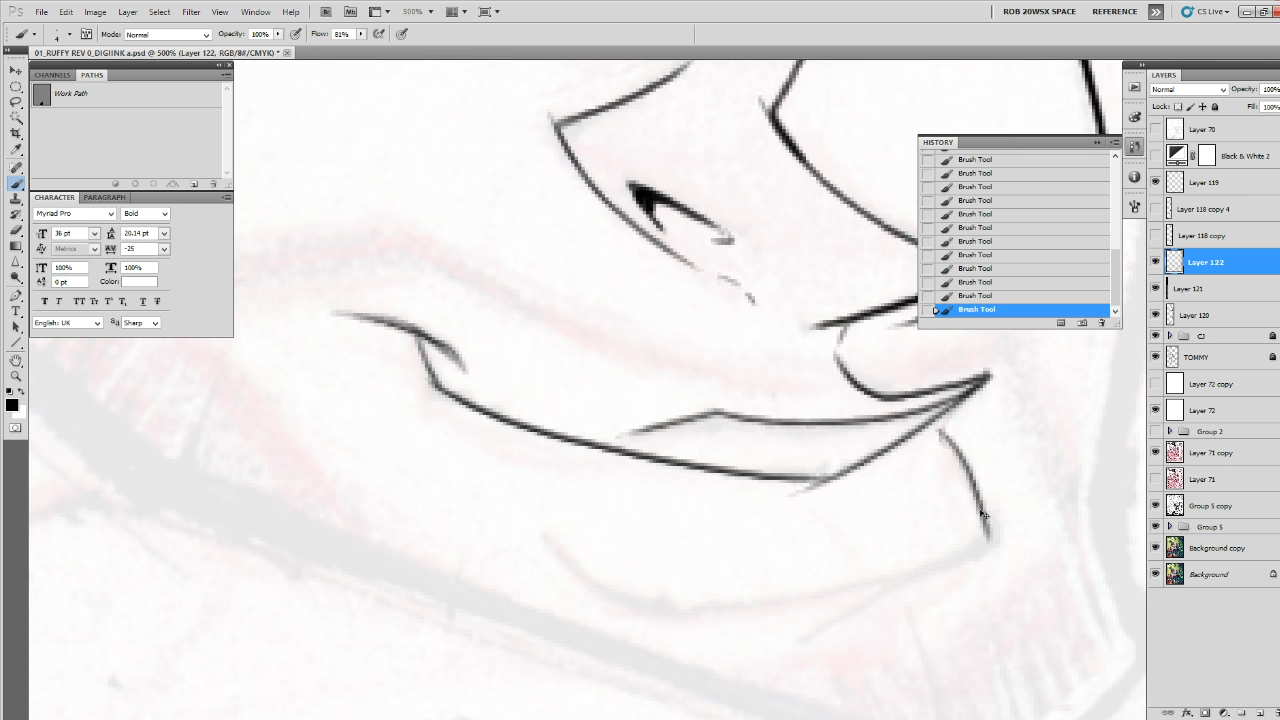 Ps File Edit Image Layer Select Filter View Window Help Br Mb 500% ROB 20WSX SPACE REFERENCE CS Live
4 Mode: Normal Opacity: 100% Flow: 81%
01_RUFFY REV 0_DIGIINK a.psd @ 500% (Layer 122, RGB/8#/CMYK) *
CHANNELS PATHS
Work Path
CHARACTER PARAGRAPH
Myriad Pro Bold
36 pt 20.14 pt
Metrics -25
100% 100%
0 pt Color:
English: UK Sharp
HISTORY
Brush Tool
Brush Tool
Brush Tool
Brush Tool
Brush Tool
Brush Tool
Brush Tool
Brush Tool
Brush Tool
Brush Tool
Brush Tool
Brush Tool
LAYERS
Normal Opacity: 100%
Lock: Fill: 100%
Layer 70
Black & White 2
Layer 119
Layer 118 copy 4
Layer 118 copy
Layer 122
Layer 121
Layer 120
CJ
TOMMY
Layer 72 copy
Layer 72
Group 2
Layer 71 copy
Layer 71
Group 5 copy
Group 5
Background copy
Background